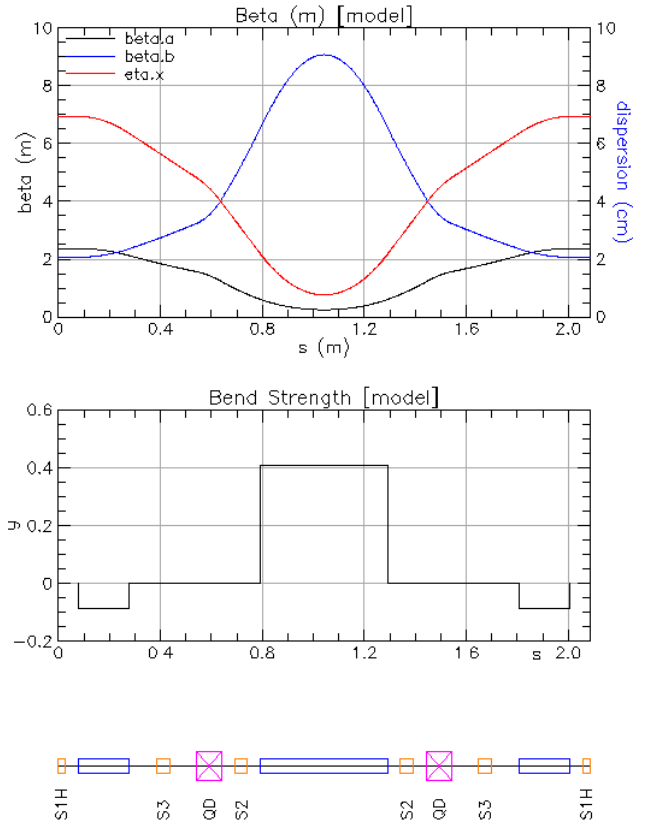 Beta (m) [model]
beta.a
beta.b
eta.x
10
8
6
4
2
0
10
8
6
4
2
0
beta (m)
dispersion (cm)
0 0.4 0.8 1.2 1.6 2.0
s (m)
Bend Strength [model]
0.6
0.4
0.2
0
−0.2
y
0 0.4 0.8 1.2 1.6 s 2.0
S1H S3 QD S2 S2 QD S3 S1H